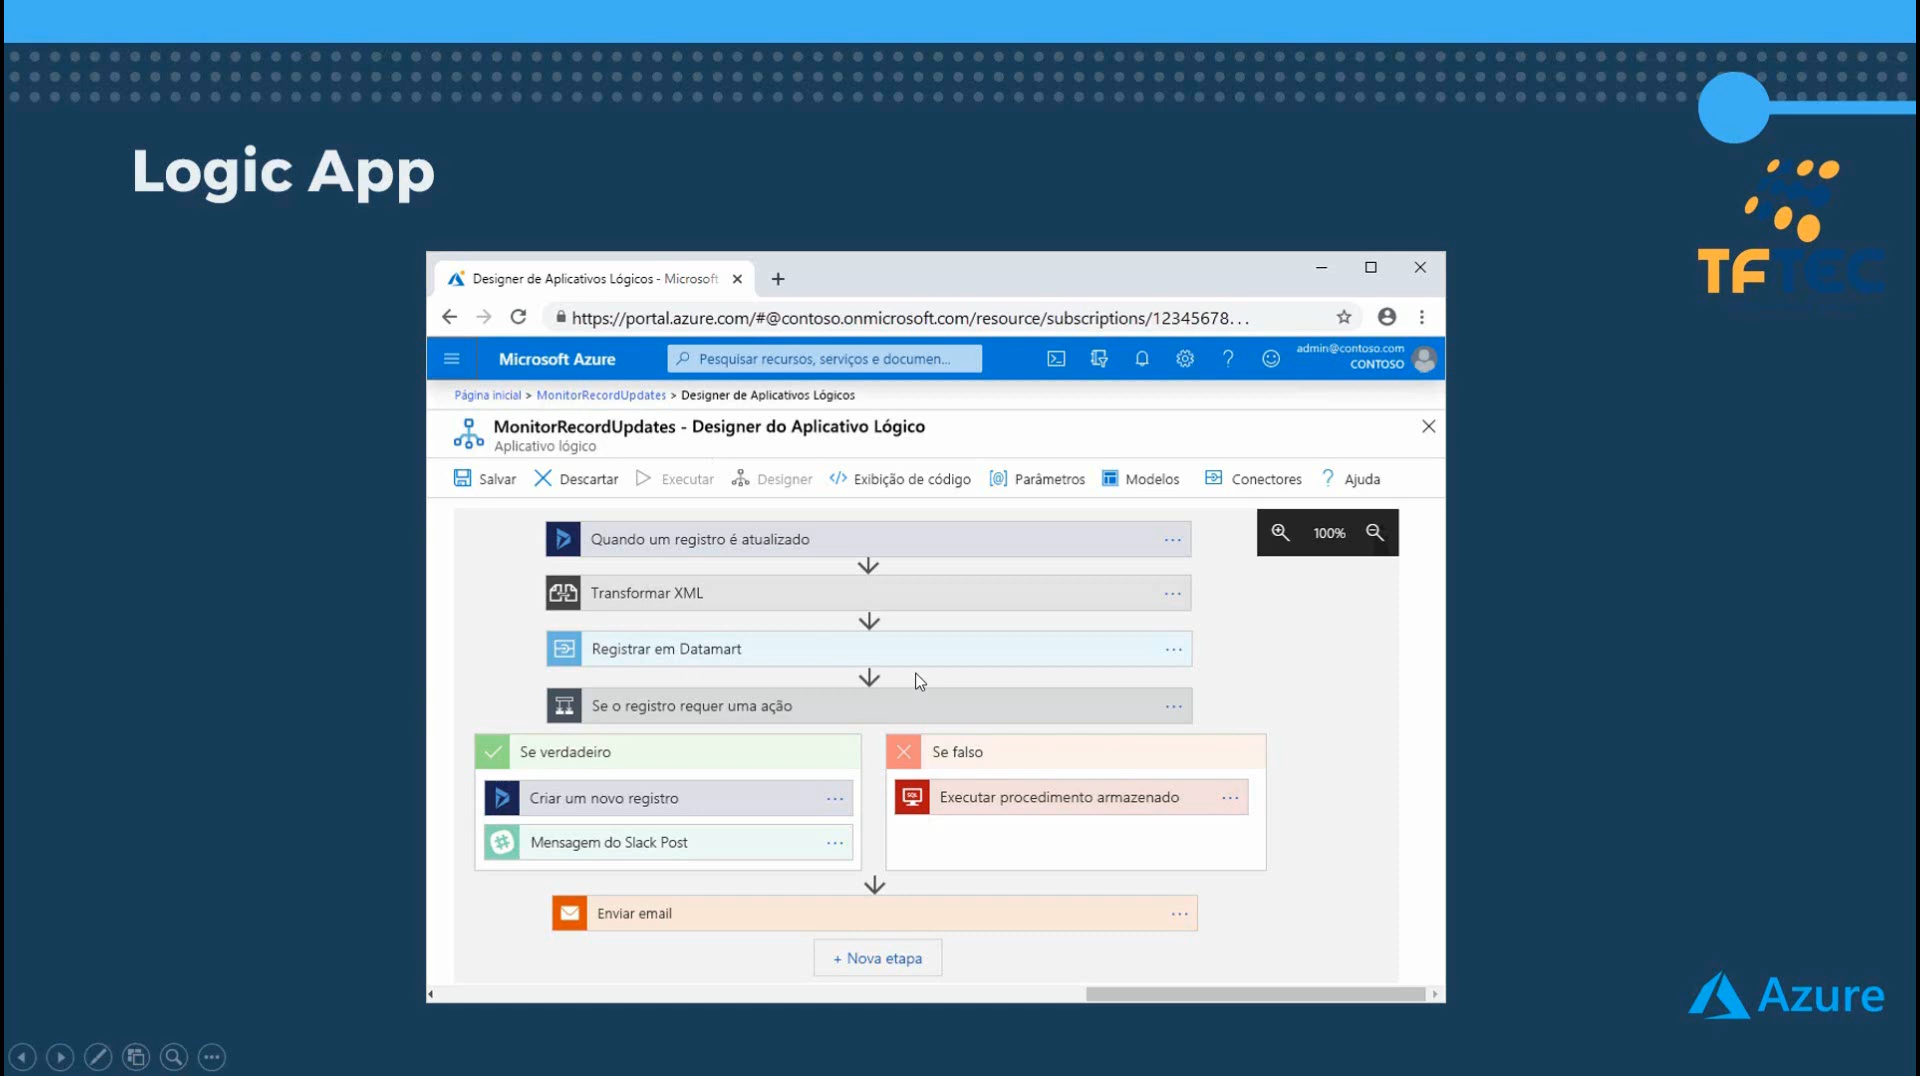 Logic App
TFTEC
Designer de Aplicativos Lógicos - Microsoft
https://portal.azure.com/#@contoso.onmicrosoft.com/resource/subscriptions/12345678...
Microsoft Azure
Pesquisar recursos, serviços e documen...
admin@contoso.com
CONTOSO
Página inicial > MonitorRecordUpdates > Designer de Aplicativos Lógicos
MonitorRecordUpdates - Designer do Aplicativo Lógico
Aplicativo lógico
Salvar Descartar Executar Designer Exibição de código Parâmetros Modelos Conectores ? Ajuda
Quando um registro é atualizado
100%
Transformar XML
Registrar em Datamart
Se o registro requer uma ação
Se verdadeiro
Se falso
Criar um novo registro
SQL
Executar procedimento armazenado
Mensagem do Slack Post
Enviar email
+ Nova etapa
Azure